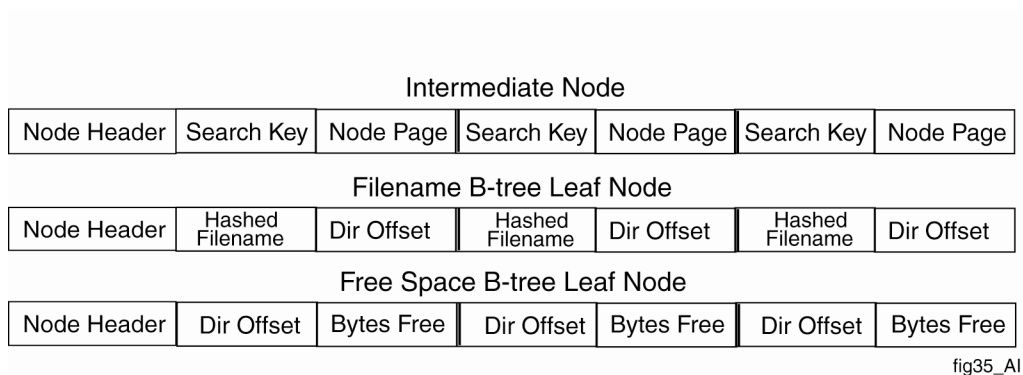 Intermediate Node
Node Header Search Key Node Page Search Key Node Page Search Key Node Page
Filename B-tree Leaf Node
Node Header Hashed Filename Dir Offset Hashed Filename Dir Offset Hashed Filename Dir Offset
Free Space B-tree Leaf Node
Node Header Dir Offset Bytes Free Dir Offset Bytes Free Dir Offset Bytes Free
fig35_AI